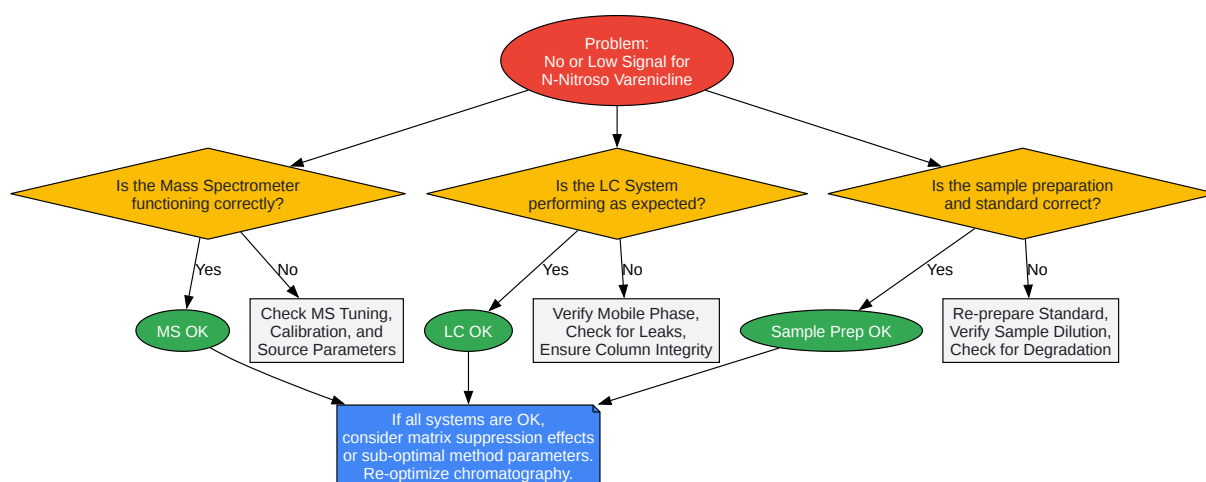 Problem:
No or Low Signal for
N-Nitroso Varenicline
Is the Mass Spectrometer
functioning correctly?
Is the LC System
performing as expected?
Is the sample preparation
and standard correct?
Yes
No
Yes
No
Yes
No
MS OK
Check MS Tuning,
Calibration, and
Source Parameters
LC OK
Verify Mobile Phase,
Check for Leaks,
Ensure Column Integrity
Sample Prep OK
Re-prepare Standard,
Verify Sample Dilution,
Check for Degradation
If all systems are OK,
consider matrix suppression effects
or sub-optimal method parameters.
Re-optimize chromatography.